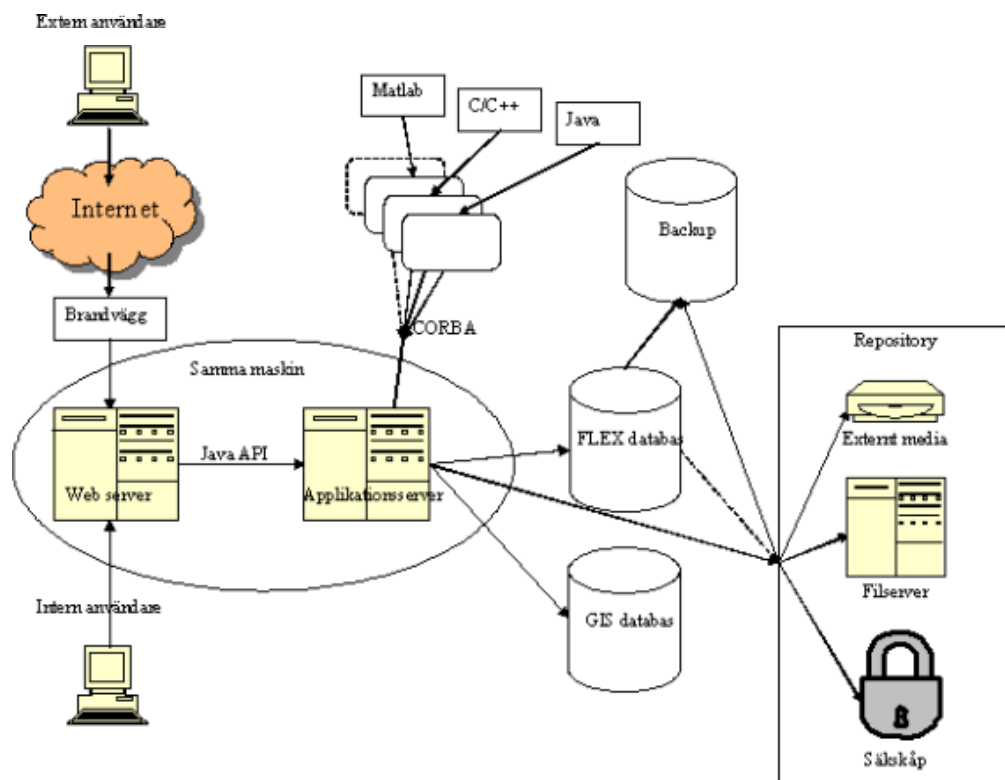 Extern användare
Internet
Brandvägg
Matlab
C/C++
Java
CORBA
Samma maskin
Web server
Java API
Applikationsserver
Intern användare
Backup
FLEX databas
GIS databas
Repository
Externt media
Filserver
Sälskåp